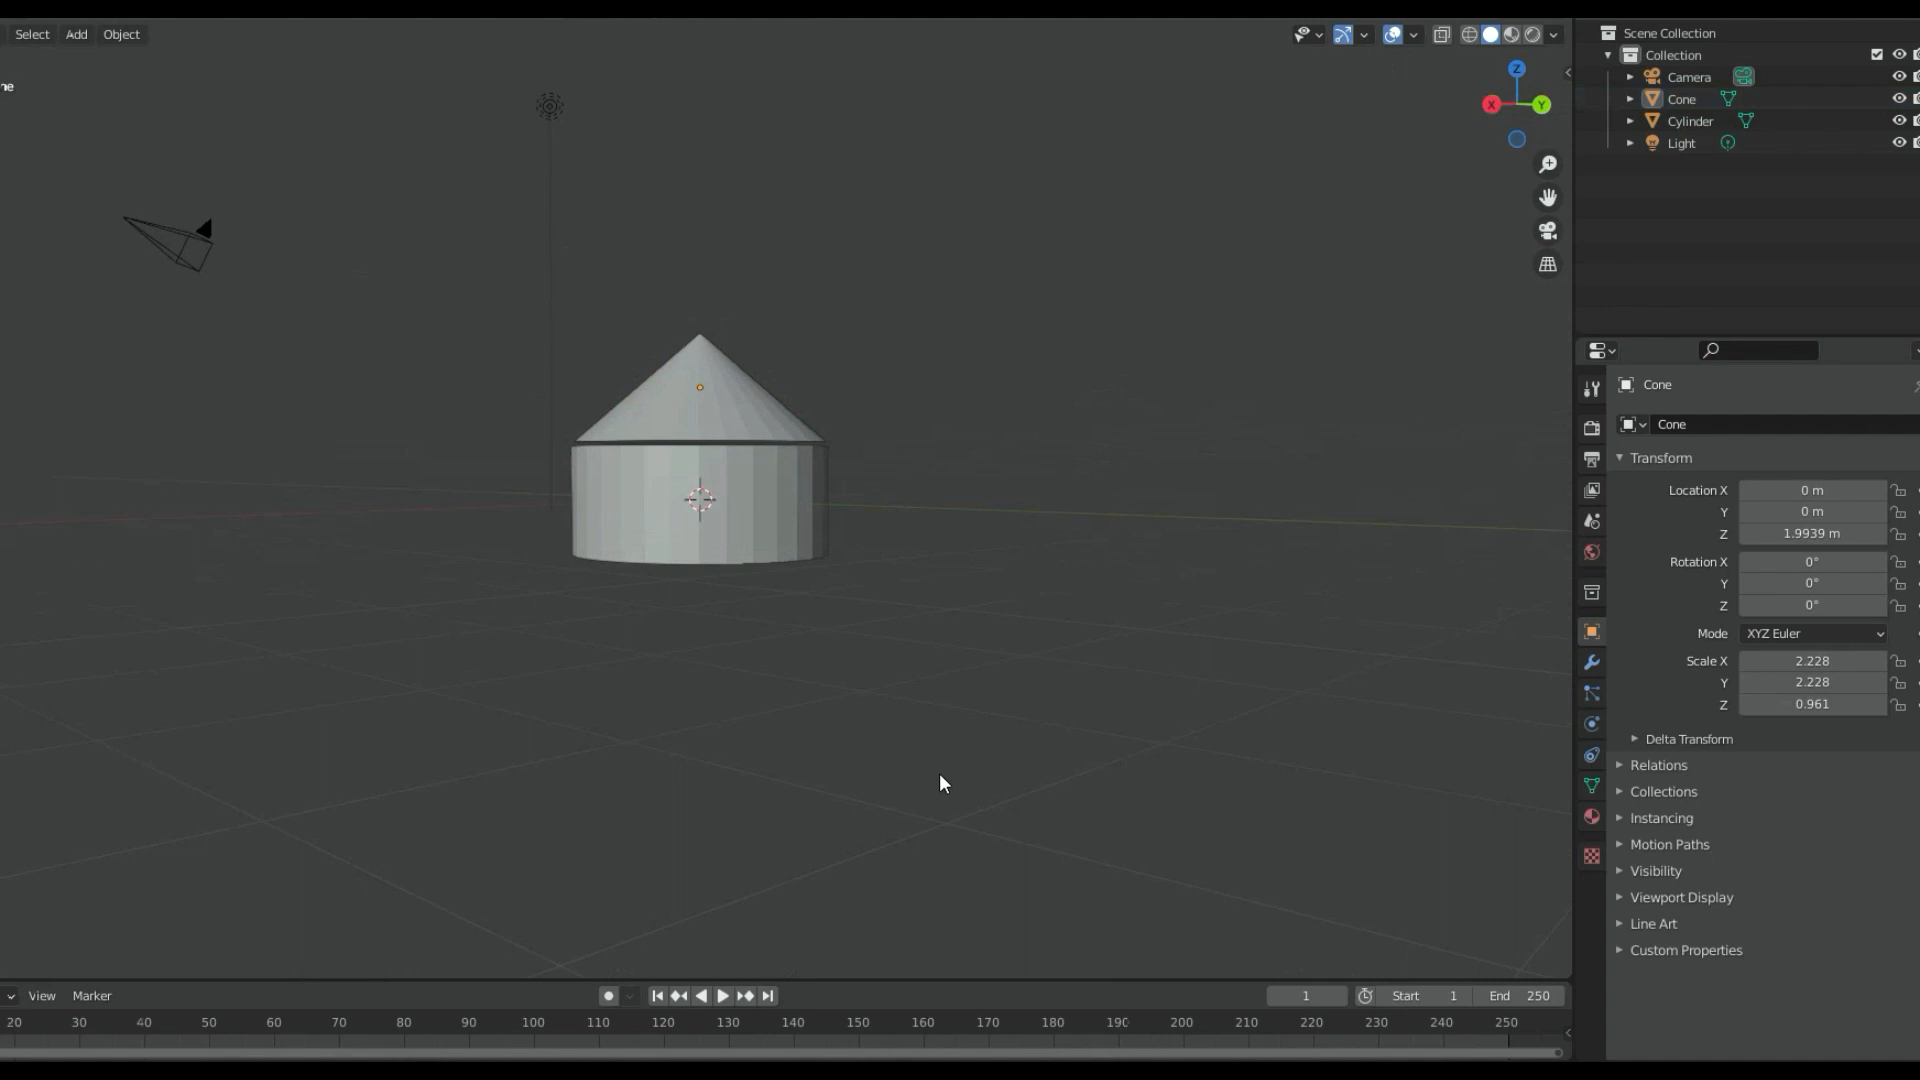 Select Add Object
ne
Z
X Y
Scene Collection
Collection
Camera
Cone
Cylinder
Light
Cone
Cone
Transform
Location X 0 m
Y 0 m
Z 1.9939 m
Rotation X 0°
Y 0°
Z 0°
Mode XYZ Euler
Scale X 2.228
Y 2.228
Z 0.961
Delta Transform
Relations
Collections
Instancing
Motion Paths
Visibility
Viewport Display
Line Art
Custom Properties
View Marker 1 Start 1 End 250
20 30 40 50 60 70 80 90 100 110 120 130 140 150 160 170 180 190 200 210 220 230 240 250